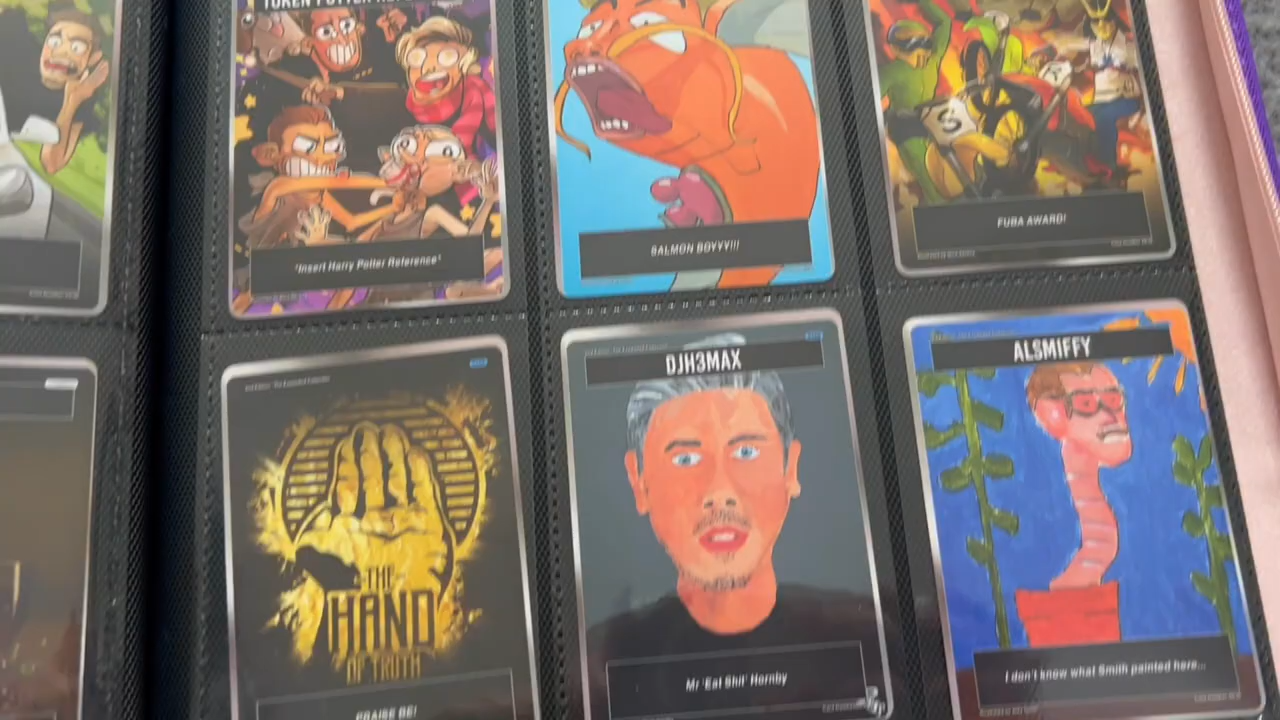 "Insert Harry Potter Reference"
SALMON BOYYY!!!
FUBA AWARD!
S
DJH3MAX
ALSMIFFY
THE
HAND
OF TRUTH
PRAISE BE!
Mr 'Eat Shit' Hornby
I don't know what Smith painted here...